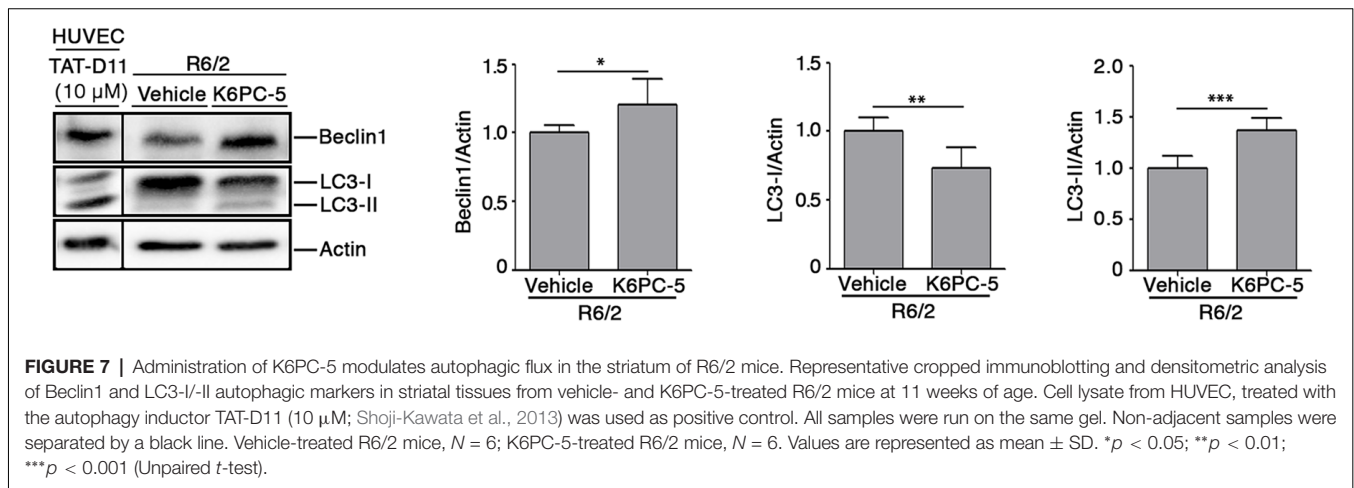 HUVEC
TAT-D11
(10 µM)
R6/2
Vehicle K6PC-5
Beclin1
LC3-I
LC3-II
Actin
Beclin1/Actin
1.5
1.0
0.5
0
*
Vehicle K6PC-5
R6/2
LC3-I/Actin
1.5
1.0
0.5
0
**
Vehicle K6PC-5
R6/2
LC3-II/Actin
2.0
1.5
1.0
0.5
0
***
Vehicle K6PC-5
R6/2
FIGURE 7 | Administration of K6PC-5 modulates autophagic flux in the striatum of R6/2 mice. Representative cropped immunoblotting and densitometric analysis
of Beclin1 and LC3-I/-II autophagic markers in striatal tissues from vehicle- and K6PC-5-treated R6/2 mice at 11 weeks of age. Cell lysate from HUVEC, treated with
the autophagy inductor TAT-D11 (10 µM; Shoji-Kawata et al., 2013) was used as positive control. All samples were run on the same gel. Non-adjacent samples were
separated by a black line. Vehicle-treated R6/2 mice, N = 6; K6PC-5-treated R6/2 mice, N = 6. Values are represented as mean ± SD. *p < 0.05; **p < 0.01;
***p < 0.001 (Unpaired t-test).